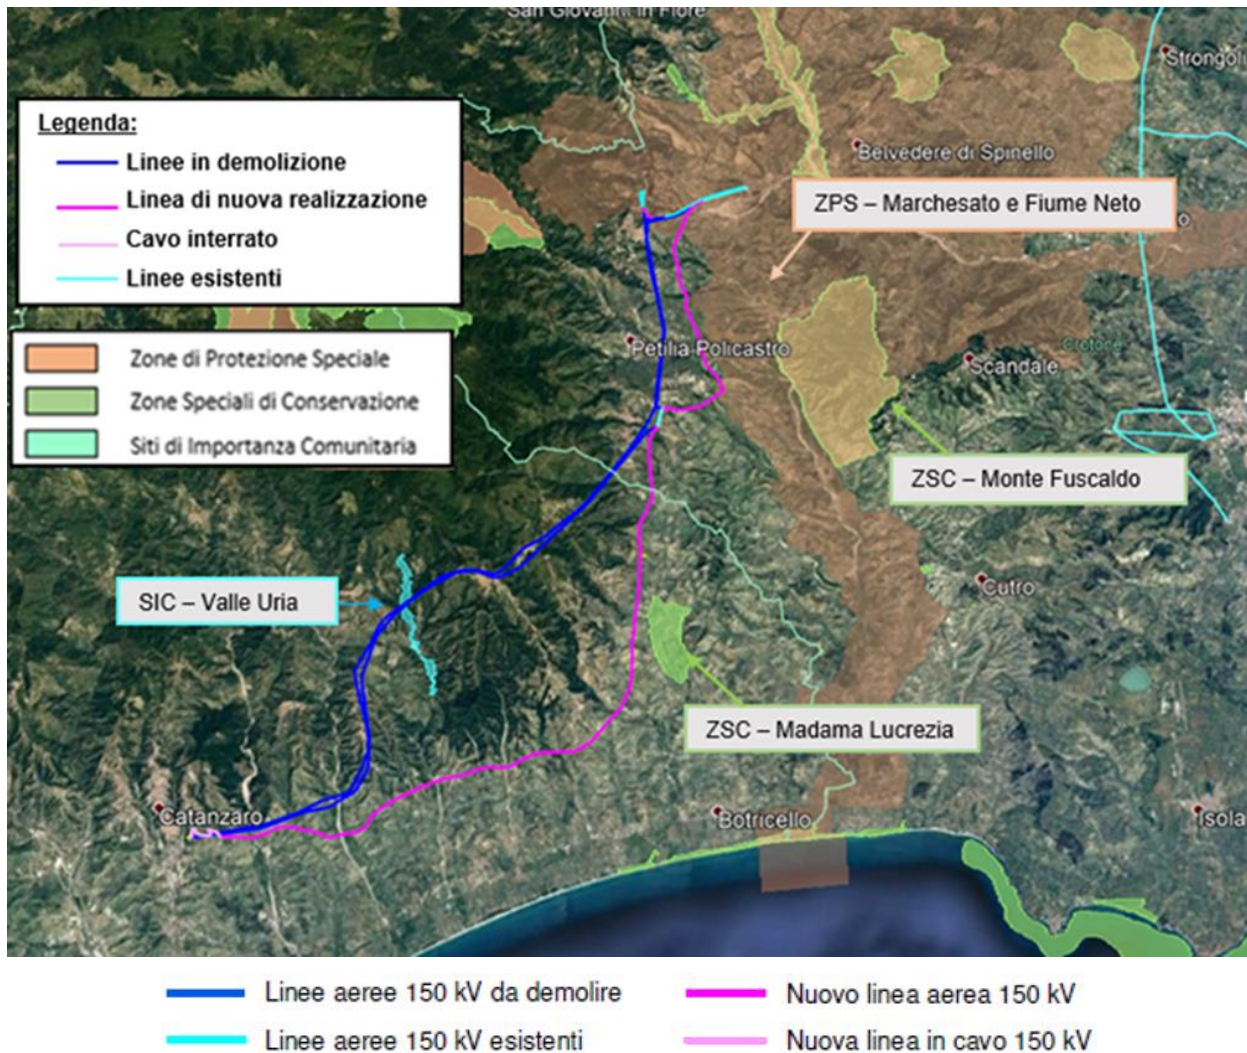 San Giovanni in Fiore
Strongoli
Legenda:
Linee in demolizione
Linea di nuova realizzazione
Cavo interrato
Linee esistenti
Belvedere di Spinello
ZPS – Marchesato e Fiume Neto
o
Zone di Protezione Speciale
Zone Speciali di Conservazione
Siti di Importanza Comunitaria
Petilia Policastro
Crotone
Scandale
ZSC – Monte Fuscaldo
SIC – Valle Uria
Cutro
ZSC – Madama Lucrezia
Catanzaro
Botricello
Isola
Linee aeree 150 kV da demolire
Nuovo linea aerea 150 kV
Linee aeree 150 kV esistenti
Nuova linea in cavo 150 kV